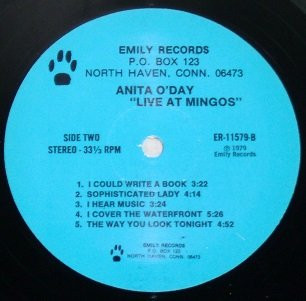 EMILY RECORDS
P.O. BOX 123
NORTH HAVEN, CONN. 06473
ANITA O'DAY
"LIVE AT MINGOS"
SIDE TWO
STEREO - 33⅓ RPM
ER-11579-B
℗ 1979
Emily Records
1. I COULD WRITE A BOOK 3:22
2. SOPHISTICATED LADY 4:14
3. I HEAR MUSIC 3:24
4. I COVER THE WATERFRONT 5:26
5. THE WAY YOU LOOK TONIGHT 4:52
EMILY RECORDS
P.O. BOX 123
NORTH HAVEN, CONN. 06473